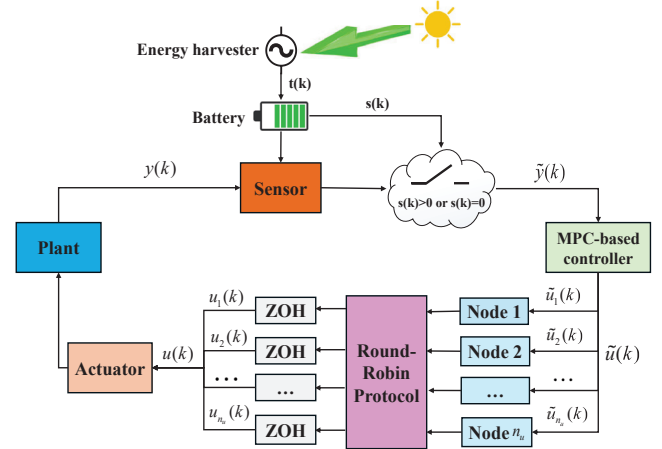 Energy harvester
t(k)
Battery
s(k)
y(k)
Sensor
s(k)>0 or s(k)=0
ỹ(k)
Plant
MPC-based
controller
u₁(k)
ZOH
Round-
Robin
Protocol
Node 1
ũ₁(k)
u₂(k)
ZOH
Node 2
ũ₂(k)
ũ(k)
u(k)
Actuator
...
...
...
...
u_{n_u}(k)
ZOH
Node n_u
ũ_{n_u}(k)